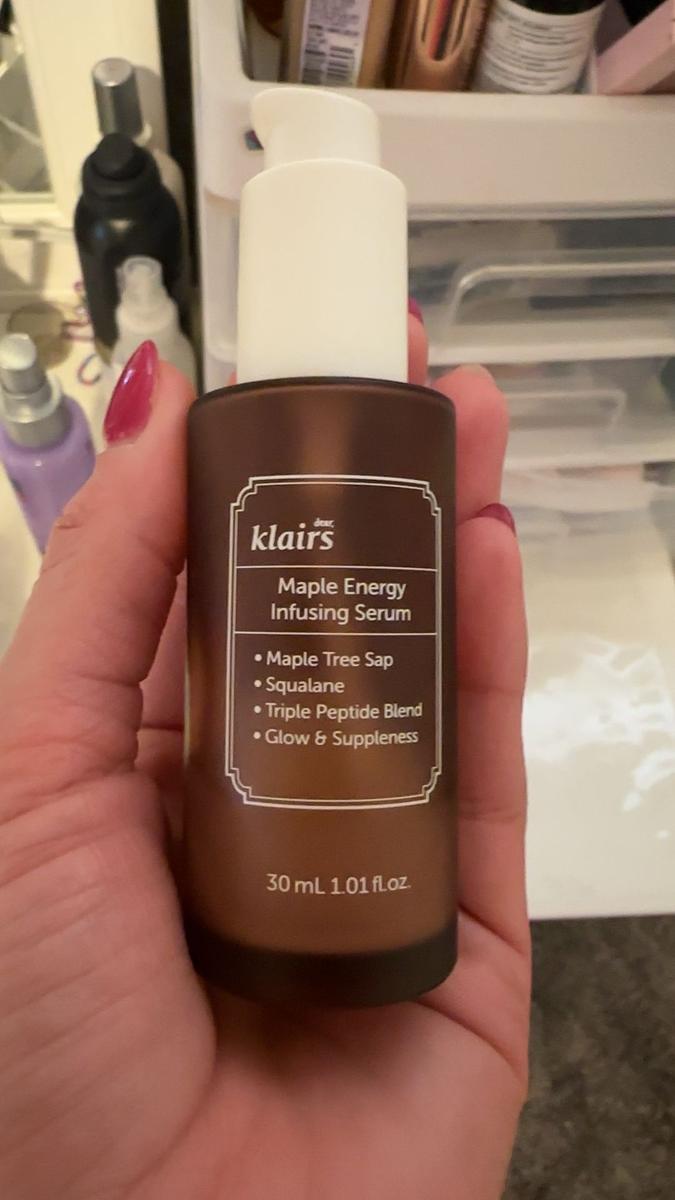 dear,
klairs
Maple Energy
Infusing Serum
• Maple Tree Sap
• Squalane
• Triple Peptide Blend
• Glow & Suppleness
30 mL 1.01 fl.oz.